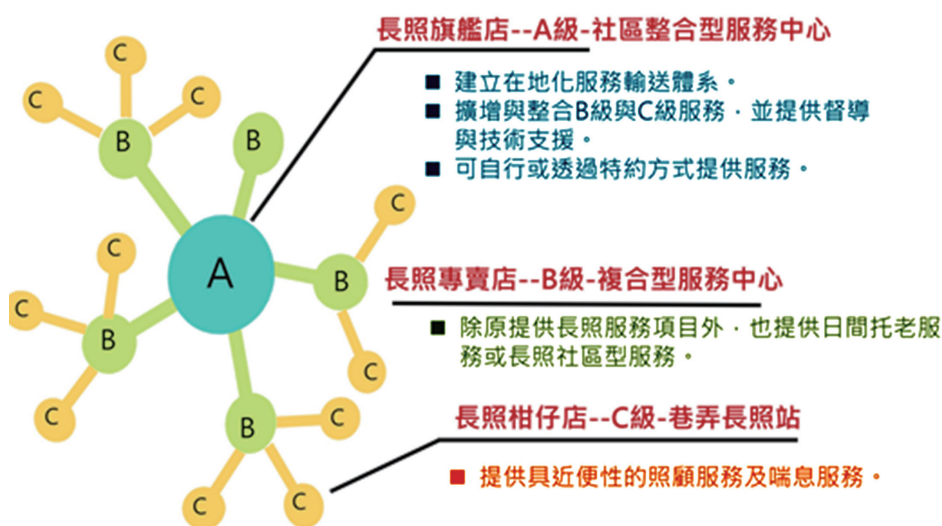 長照旗艦店--A級-社區整合型服務中心
■ 建立在地化服務輸送體系。
■ 擴增與整合B級與C級服務，並提供督導
與技術支援。
■ 可自行或透過特約方式提供服務。
C
C
C
B
B
C
A
C
B
C
B
C
C
C
B
C
C
C
長照專賣店--B級-複合型服務中心
■ 除原提供長照服務項目外，也提供日間托老服
務或長照社區型服務。
長照柑仔店--C級-巷弄長照站
■ 提供具近便性的照顧服務及喘息服務。